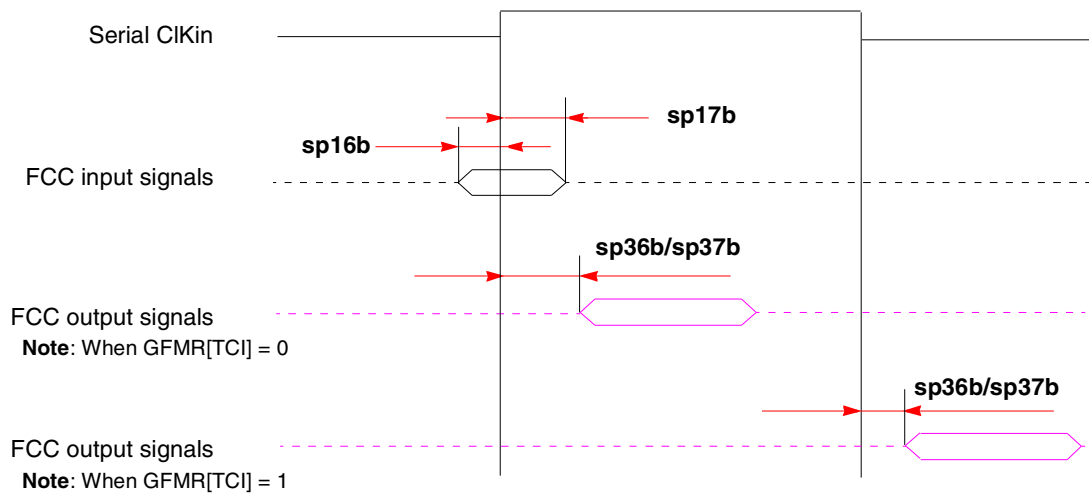 Serial ClKin
sp17b
sp16b
FCC input signals
sp36b/sp37b
FCC output signals
Note: When GFMR[TCI] = 0
sp36b/sp37b
FCC output signals
Note: When GFMR[TCI] = 1